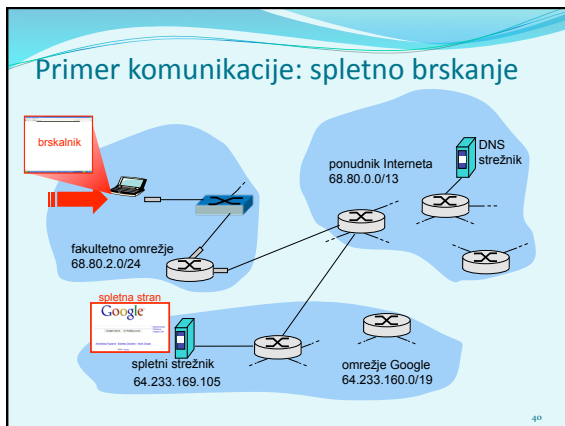 Primer komunikacije: spletno brskanje
brskalnik
DNS
strežnik
ponudnik Interneta
68.80.0.0/13
fakultetno omrežje
68.80.2.0/24
spletna stran
Google
spletni strežnik
64.233.169.105
omrežje Google
64.233.160.0/19
40